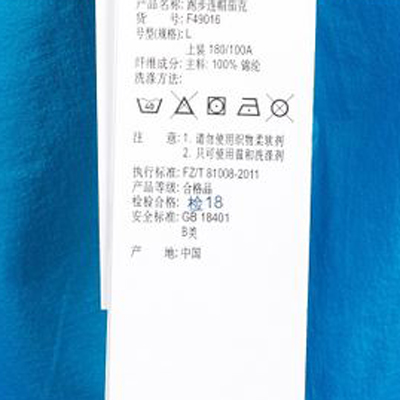 产品名称: 跑步连帽茄克
货 号: F49016
号型(规格): L
上装 180/100A
纤维成分: 主料: 100% 锦纶
洗涤方法:
40
注 意: 1. 请勿使用织物柔软剂
2. 只可使用温和洗涤剂
执行标准: FZ/T 81008-2011
产品等级: 合格品
检验合格: 检18
安全标准: GB 18401
B类
产 地: 中国